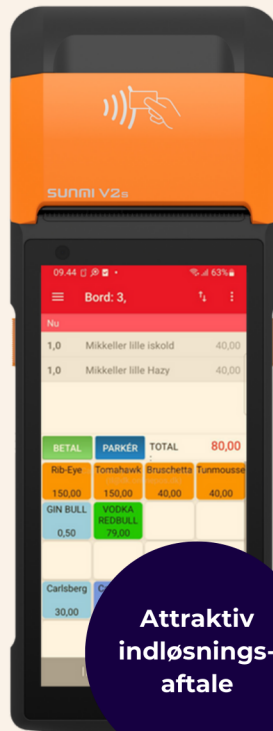 SUNMI V2s
09.44
63%
Bord: 3,
Nu
1,0 Mikkeller lille iskold 40,00
1,0 Mikkeller lille Hazy 40,00
BETAL PARKÉR TOTAL : 80,00
Rib-Eye Tomahawk Bruschetta Tunmousse
150,00 150,00 40,00 40,00
GIN BULL VODKA
REDBULL
0,50 79,00
Carlsberg
30,00
Attraktiv
indløsnings-
aftale